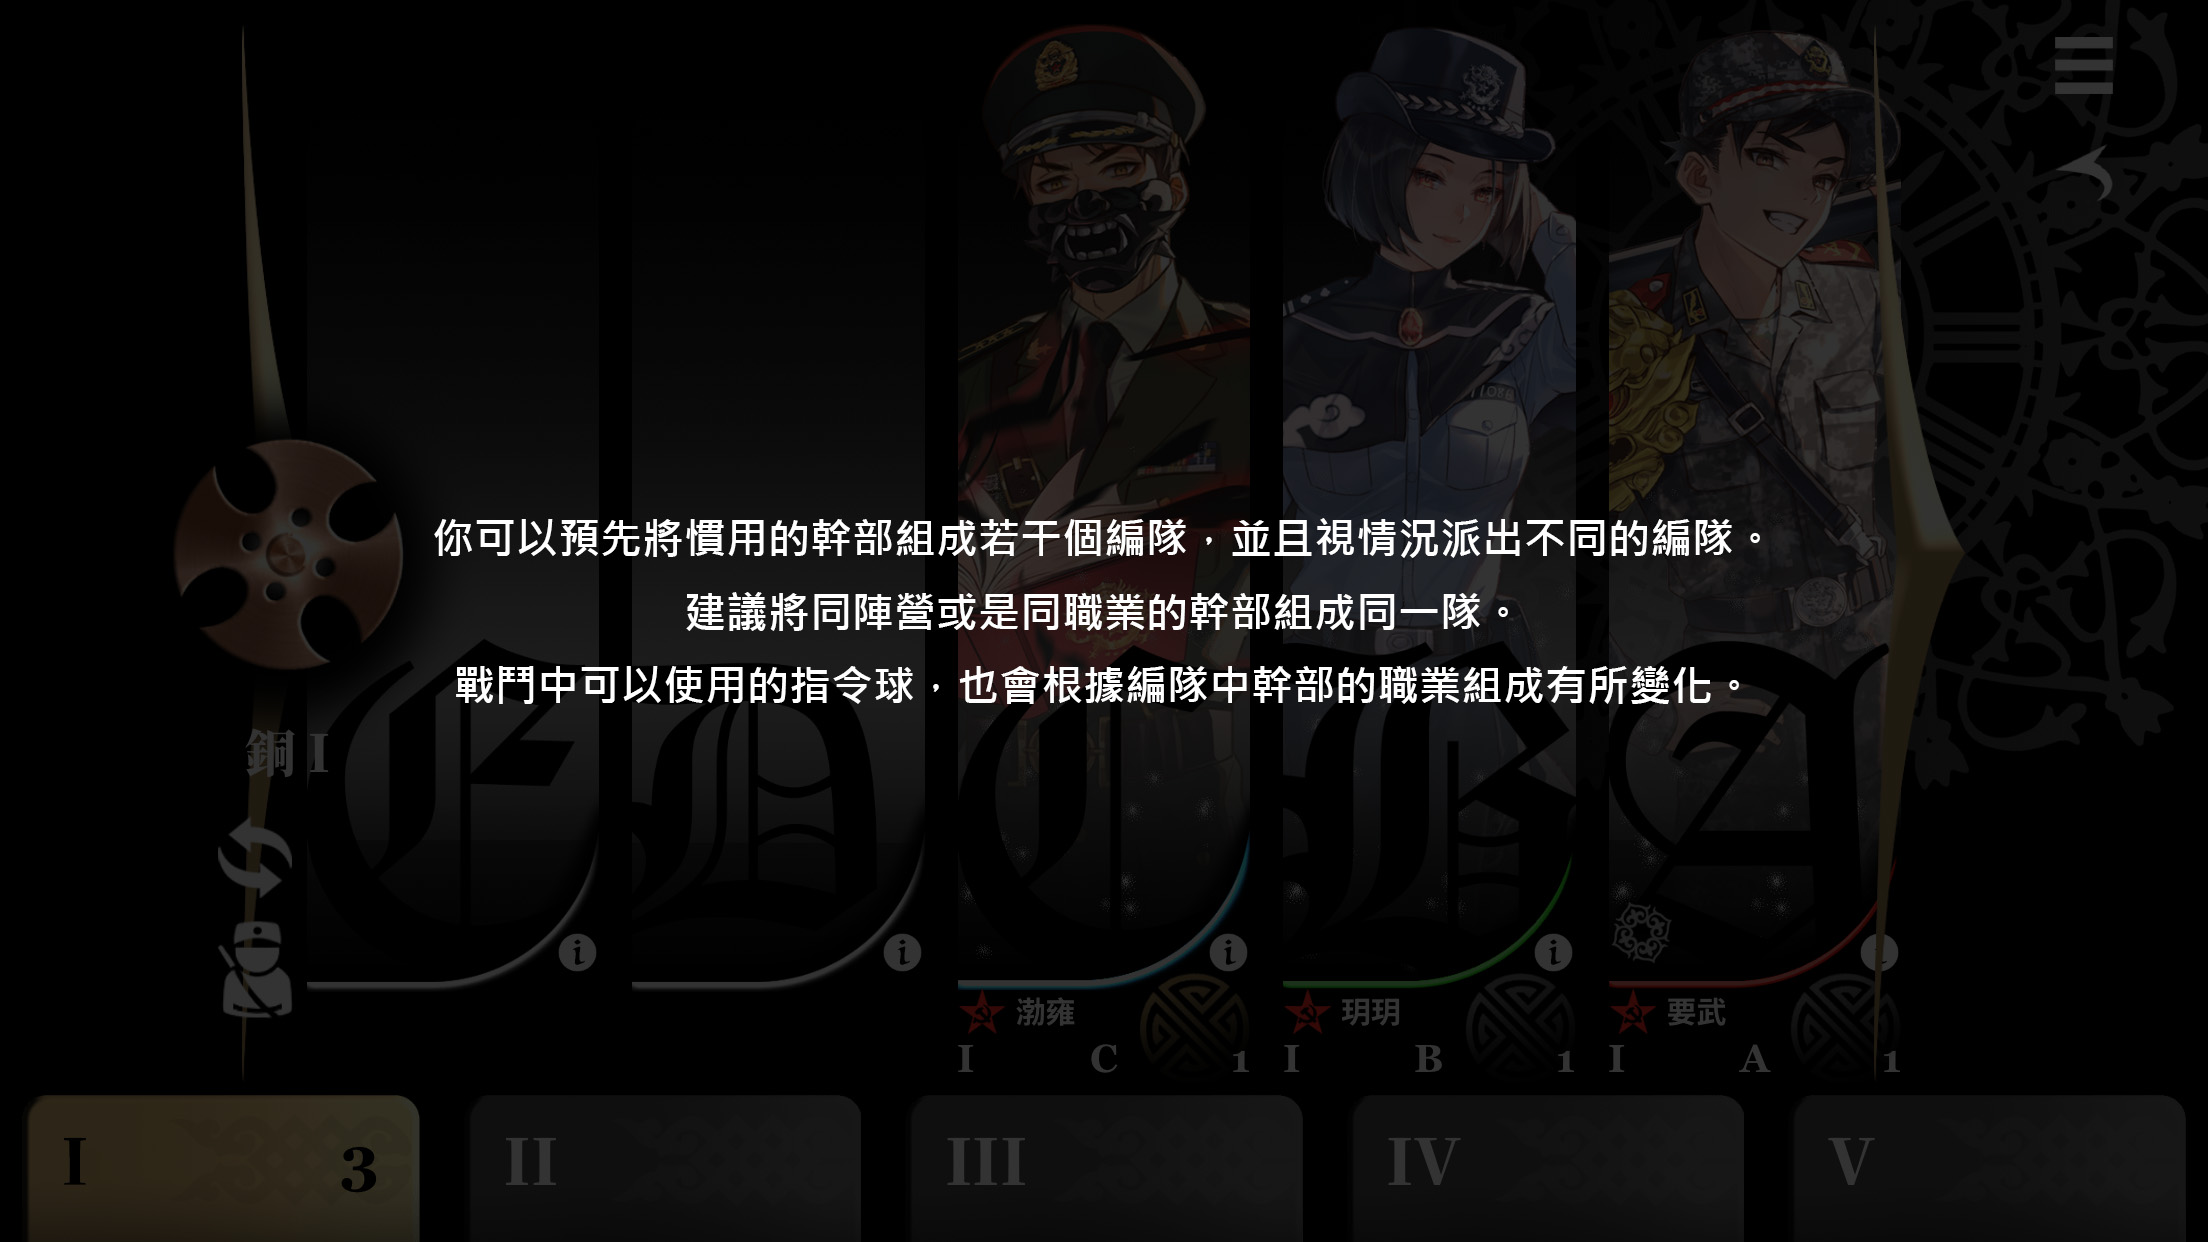 你可以預先將慣用的幹部組成若干個編隊，並且視情況派出不同的編隊。
建議將同陣營或是同職業的幹部組成同一隊。
戰鬥中可以使用的指令球，也會根據編隊中幹部的職業組成有所變化。
銅 I
E D C B A
渤雍 玥玥 要武
I C 1 I B 1 I A 1
I 3 II III IV V